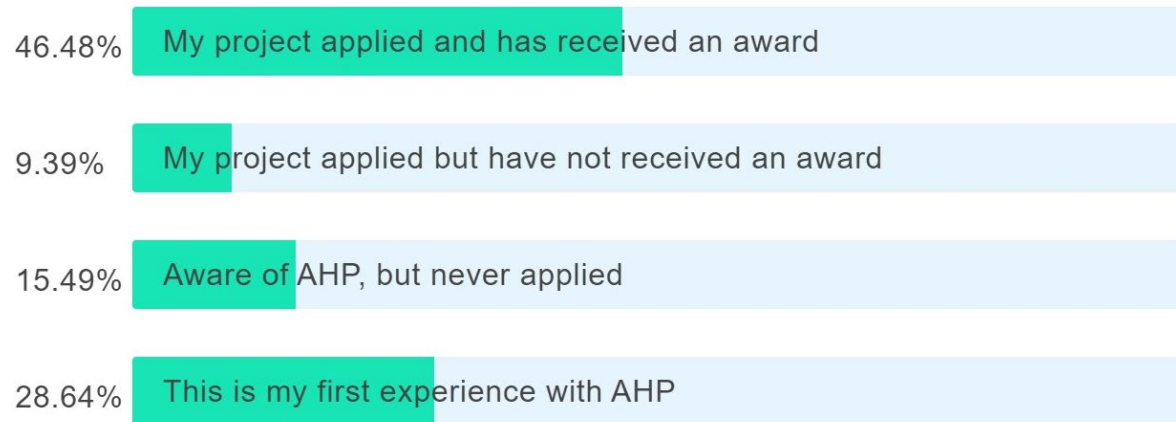 46.48% My project applied and has received an award
9.39% My project applied but have not received an award
15.49% Aware of AHP, but never applied
28.64% This is my first experience with AHP